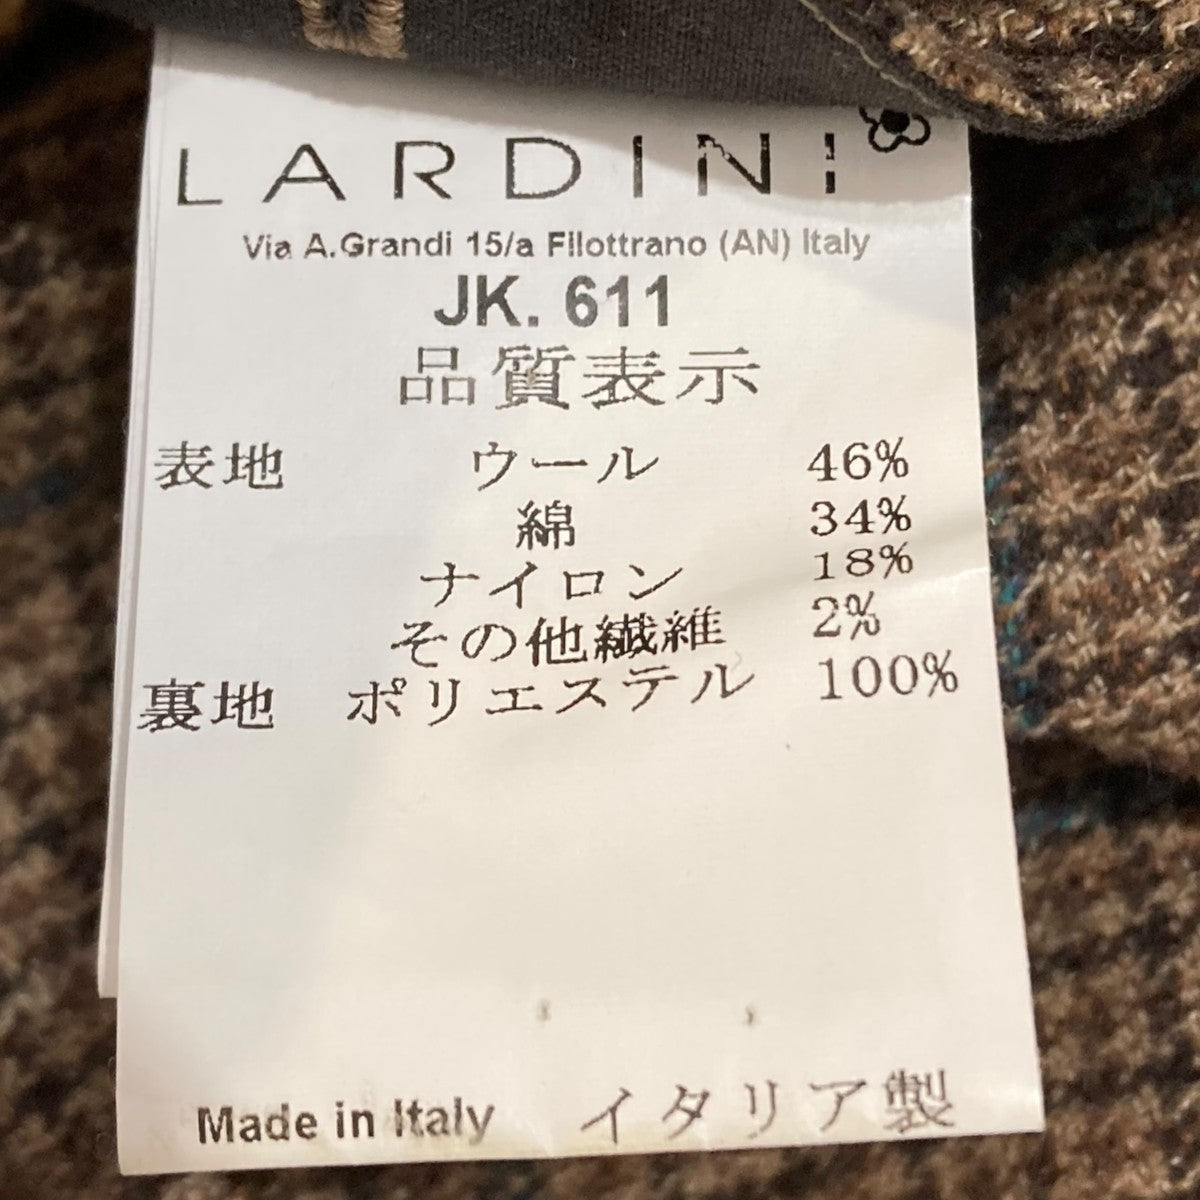 LARDINI
Via A.Grandi 15/a Filottrano (AN) Italy
JK. 611
品質表示
表地 ウール 46%
綿 34%
ナイロン 18%
その他繊維 2%
裏地 ポリエステル 100%
Made in Italy イタリア製